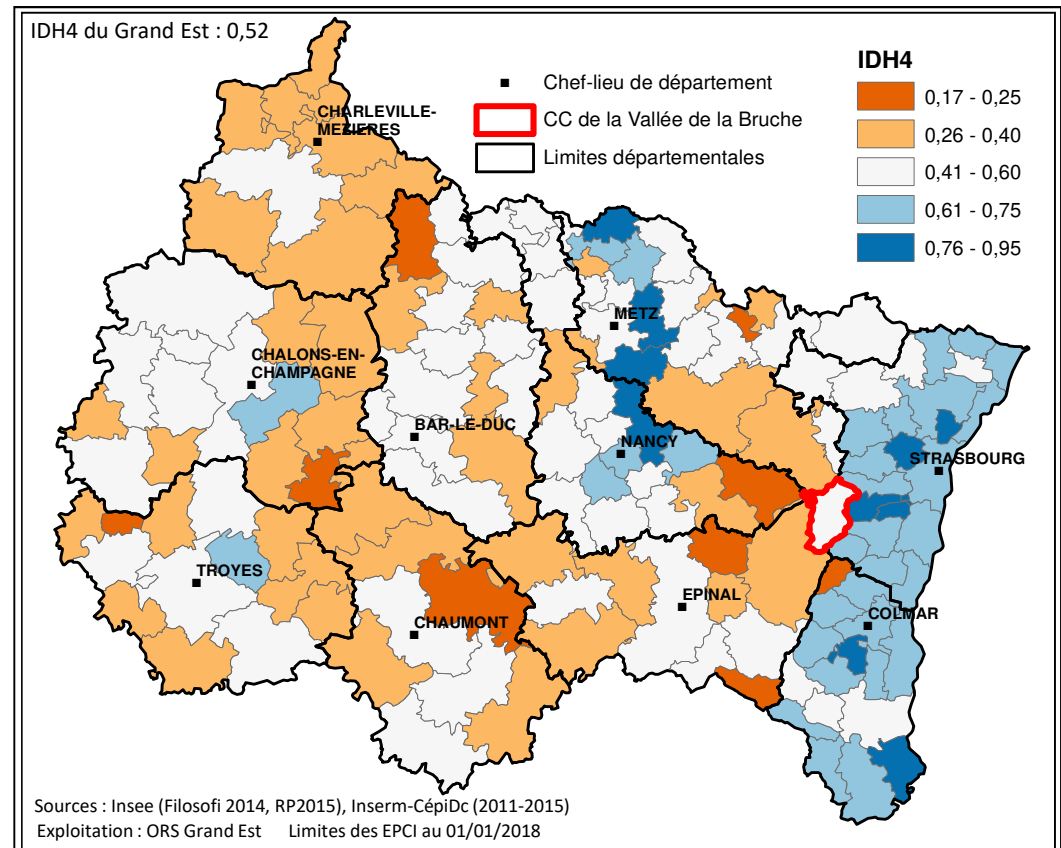 IDH4 du Grand Est : 0,52
IDH4
Chef-lieu de département
CC de la Vallée de la Bruche
Limites départementales
0,17 - 0,25
0,26 - 0,40
0,41 - 0,60
0,61 - 0,75
0,76 - 0,95
CHARLEVILLE-
MEZIERES
METZ
CHALONS-EN-
CHAMPAGNE
BAR-LE-DUC
NANCY
STRASBOURG
TROYES
EPINAL
COLMAR
CHAUMONT
Sources : Insee (Filosofi 2014, RP2015), Inserm-CépiDc (2011-2015)
Exploitation : ORS Grand Est Limites des EPCI au 01/01/2018